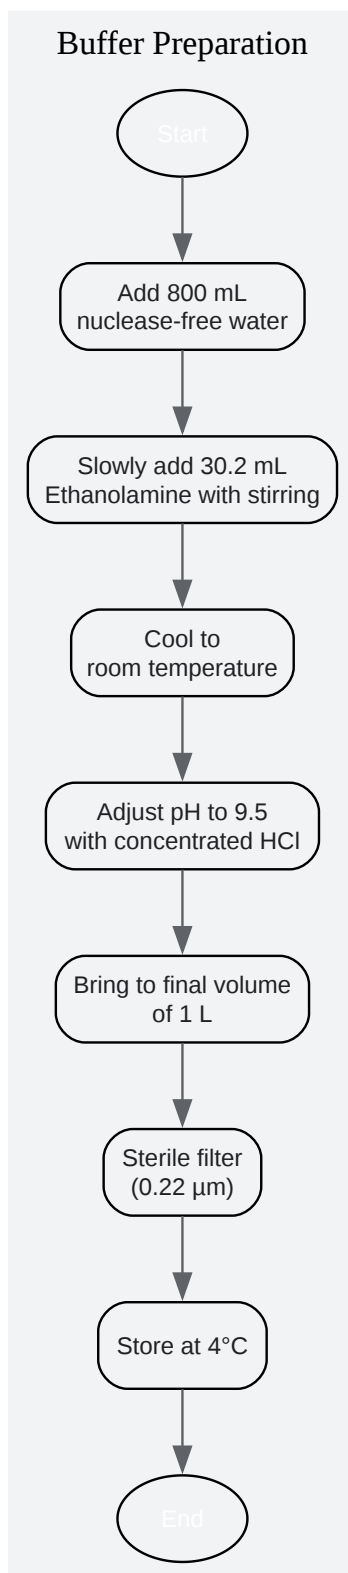 Buffer Preparation
Start
Add 800 mL
nuclease-free water
Slowly add 30.2 mL
Ethanolamine with stirring
Cool to
room temperature
Adjust pH to 9.5
with concentrated HCl
Bring to final volume
of 1 L
Sterile filter
(0.22 µm)
Store at 4°C
End